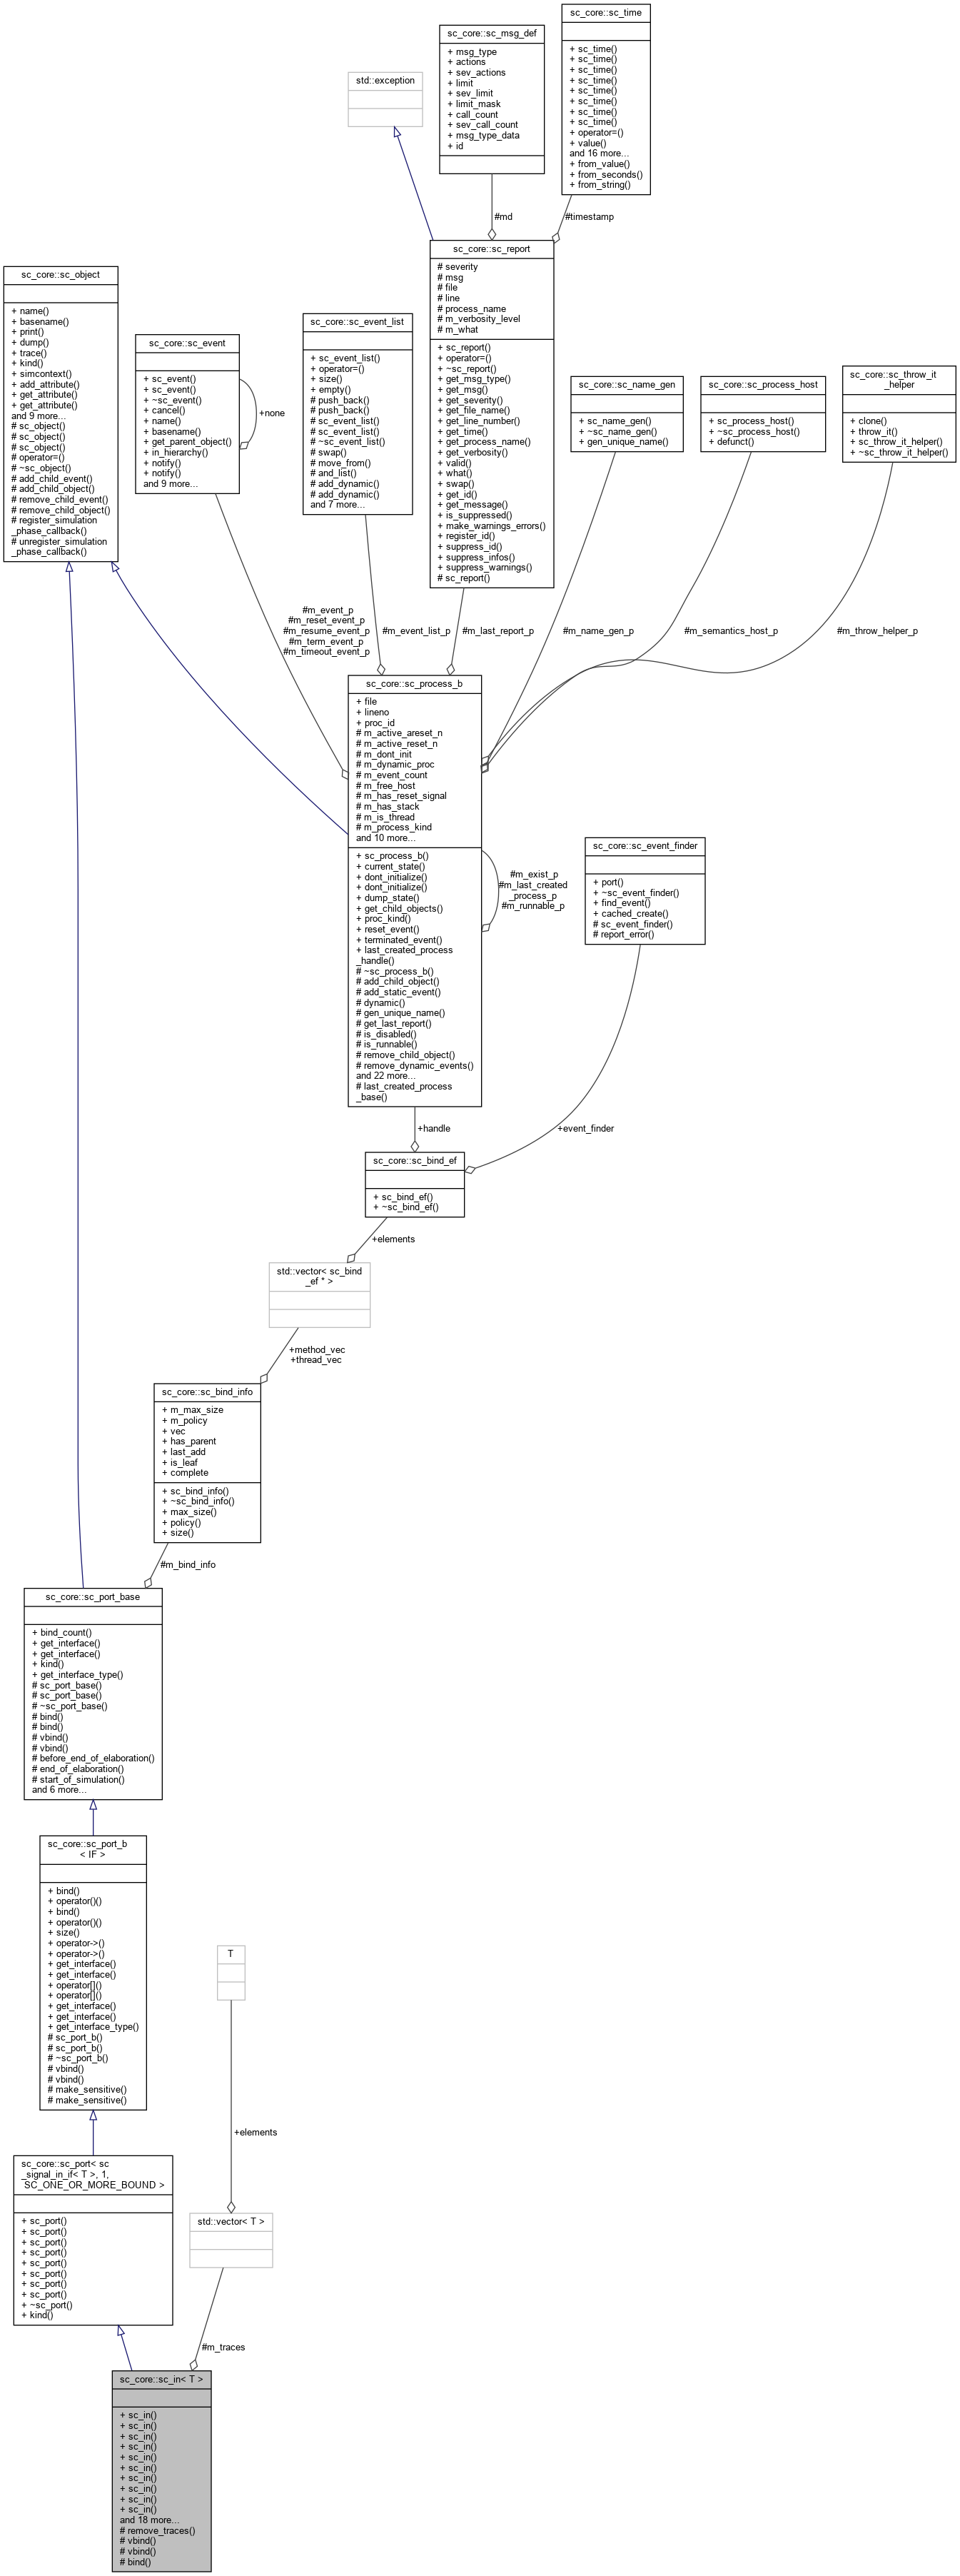 sc_core::sc_time
+ sc_time()
+ sc_time()
+ sc_time()
+ sc_time()
+ sc_time()
+ sc_time()
+ sc_time()
+ sc_time()
+ operator=()
+ value()
and 16 more...
+ from_value()
+ from_seconds()
+ from_string()
sc_core::sc_msg_def
+ msg_type
+ actions
+ sev_actions
+ limit
+ sev_limit
+ limit_mask
+ call_count
+ sev_call_count
+ msg_type_data
+ id
std::exception
#md
#timestamp
sc_core::sc_report
# severity
# msg
# file
# line
# process_name
# m_verbosity_level
# m_what
+ sc_report()
+ operator=()
+ ~sc_report()
+ get_msg_type()
+ get_msg()
+ get_severity()
+ get_file_name()
+ get_line_number()
+ get_time()
+ get_process_name()
+ get_verbosity()
+ valid()
+ what()
+ swap()
+ get_id()
+ get_message()
+ is_suppressed()
+ make_warnings_errors()
+ register_id()
+ suppress_id()
+ suppress_infos()
+ suppress_warnings()
# sc_report()
sc_core::sc_object
+ name()
+ basename()
+ print()
+ dump()
+ trace()
+ kind()
+ simcontext()
+ add_attribute()
+ get_attribute()
+ get_attribute()
and 9 more...
# sc_object()
# sc_object()
# sc_object()
# operator=()
# ~sc_object()
# add_child_event()
# add_child_object()
# remove_child_event()
# remove_child_object()
# register_simulation
_phase_callback()
# unregister_simulation
_phase_callback()
sc_core::sc_event
+ sc_event()
+ sc_event()
+ ~sc_event()
+ cancel()
+ name()
+ basename()
+ get_parent_object()
+ in_hierarchy()
+ notify()
+ notify()
and 9 more...
+none
sc_core::sc_event_list
+ sc_event_list()
+ operator=()
+ size()
+ empty()
# push_back()
# push_back()
# sc_event_list()
# sc_event_list()
# ~sc_event_list()
# swap()
# move_from()
# and_list()
# add_dynamic()
# add_dynamic()
and 7 more...
sc_core::sc_name_gen
+ sc_name_gen()
+ ~sc_name_gen()
+ gen_unique_name()
sc_core::sc_process_host
+ sc_process_host()
+ ~sc_process_host()
+ defunct()
sc_core::sc_throw_it
_helper
+ clone()
+ throw_it()
+ sc_throw_it_helper()
+ ~sc_throw_it_helper()
#m_event_p
#m_reset_event_p
#m_resume_event_p
#m_term_event_p
#m_timeout_event_p
#m_event_list_p
#m_last_report_p
#m_name_gen_p
#m_semantics_host_p
#m_throw_helper_p
sc_core::sc_process_b
+ file
+ lineno
+ proc_id
# m_active_areset_n
# m_active_reset_n
# m_dont_init
# m_dynamic_proc
# m_event_count
# m_free_host
# m_has_reset_signal
# m_has_stack
# m_is_thread
# m_process_kind
and 10 more...
+ sc_process_b()
+ current_state()
+ dont_initialize()
+ dont_initialize()
+ dump_state()
+ get_child_objects()
+ proc_kind()
+ reset_event()
+ terminated_event()
+ last_created_process
_handle()
# ~sc_process_b()
# add_child_object()
# add_static_event()
# dynamic()
# gen_unique_name()
# get_last_report()
# is_disabled()
# is_runnable()
# remove_child_object()
# remove_dynamic_events()
and 22 more...
# last_created_process
_base()
#m_exist_p
#m_last_created
_process_p
#m_runnable_p
sc_core::sc_event_finder
+ port()
+ ~sc_event_finder()
+ find_event()
+ cached_create()
# sc_event_finder()
# report_error()
+handle
+event_finder
sc_core::sc_bind_ef
+ sc_bind_ef()
+ ~sc_bind_ef()
+elements
std::vector< sc_bind
_ef * >
+method_vec
+thread_vec
sc_core::sc_bind_info
+ m_max_size
+ m_policy
+ vec
+ has_parent
+ last_add
+ is_leaf
+ complete
+ sc_bind_info()
+ ~sc_bind_info()
+ max_size()
+ policy()
+ size()
#m_bind_info
sc_core::sc_port_base
+ bind_count()
+ get_interface()
+ get_interface()
+ kind()
+ get_interface_type()
# sc_port_base()
# sc_port_base()
# ~sc_port_base()
# bind()
# bind()
# vbind()
# vbind()
# before_end_of_elaboration()
# end_of_elaboration()
# start_of_simulation()
and 6 more...
sc_core::sc_port_b
< IF >
+ bind()
+ operator()()
+ bind()
+ operator()()
+ size()
+ operator->()
+ operator->()
+ get_interface()
+ get_interface()
+ operator[]()
+ operator[]()
+ get_interface()
+ get_interface()
+ get_interface_type()
# sc_port_b()
# sc_port_b()
# ~sc_port_b()
# vbind()
# vbind()
# make_sensitive()
# make_sensitive()
T
+elements
sc_core::sc_port< sc
_signal_in_if< T >, 1,
SC_ONE_OR_MORE_BOUND >
+ sc_port()
+ sc_port()
+ sc_port()
+ sc_port()
+ sc_port()
+ sc_port()
+ sc_port()
+ sc_port()
+ ~sc_port()
+ kind()
std::vector< T >
#m_traces
sc_core::sc_in< T >
+ sc_in()
+ sc_in()
+ sc_in()
+ sc_in()
+ sc_in()
+ sc_in()
+ sc_in()
+ sc_in()
+ sc_in()
+ sc_in()
and 18 more...
# remove_traces()
# vbind()
# vbind()
# bind()